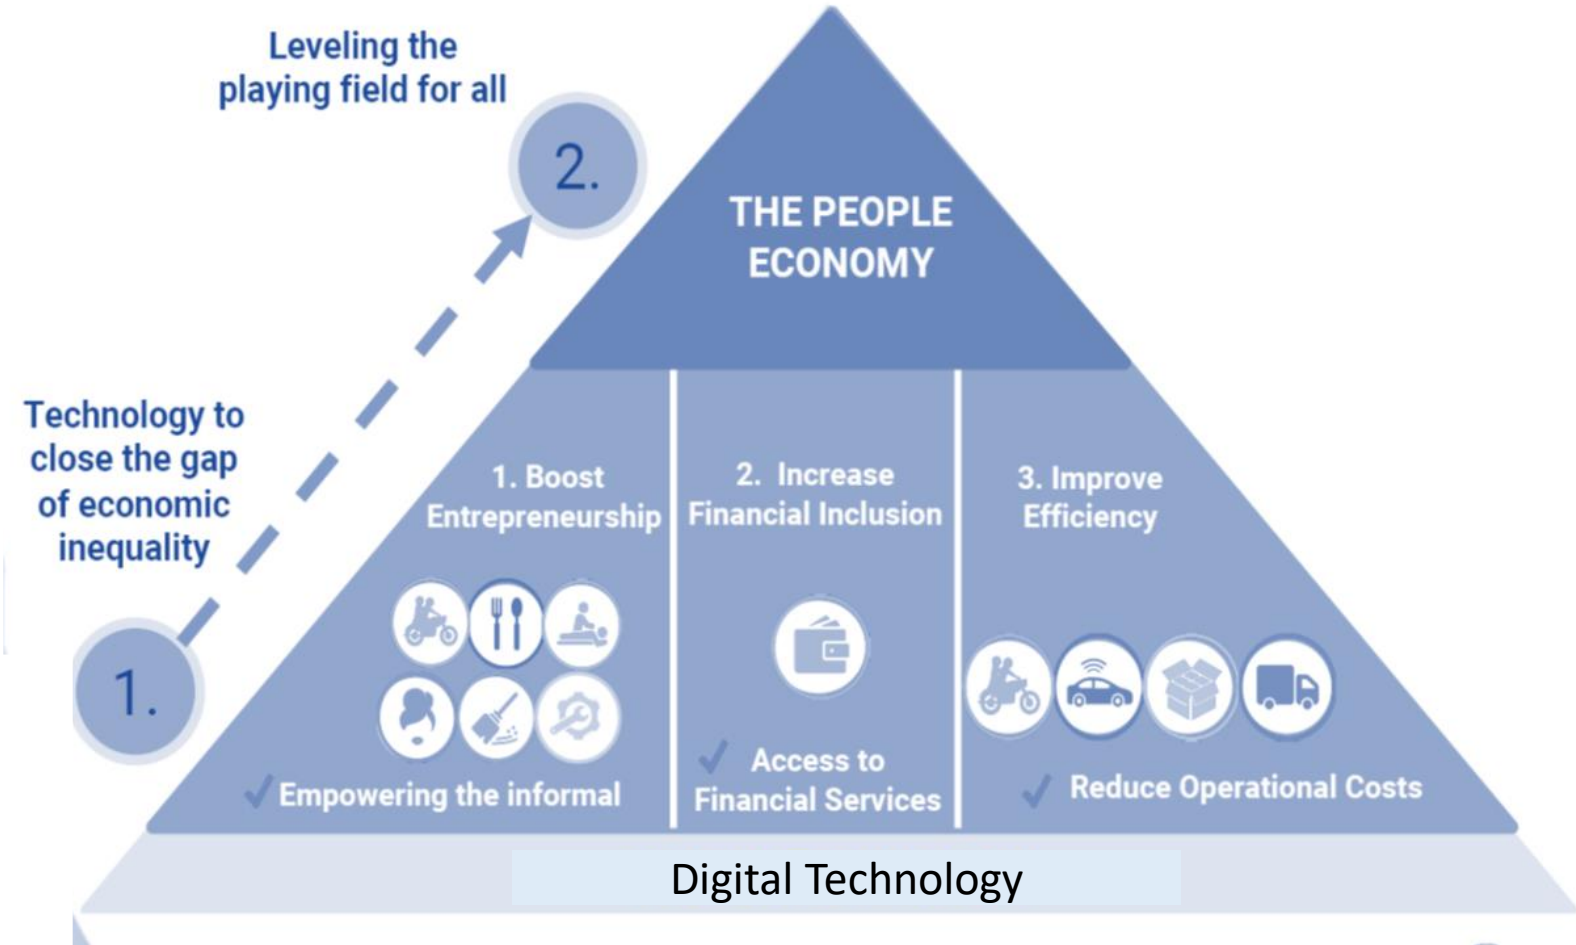 Leveling the
playing field for all
2.
THE PEOPLE
ECONOMY
Technology to
close the gap
of economic
inequality
1.
1. Boost
Entrepreneurship
2. Increase
Financial Inclusion
3. Improve
Efficiency
Empowering the informal
Access to
Financial Services
Reduce Operational Costs
Digital Technology